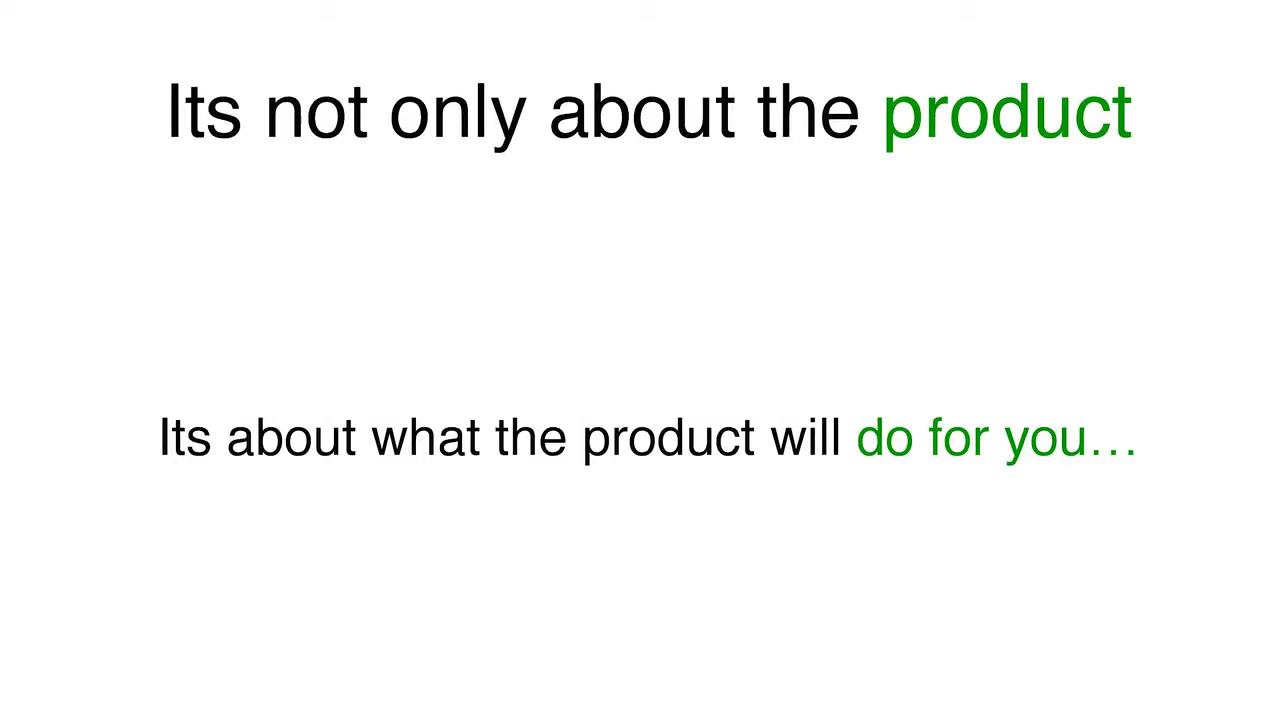 Its not only about the product
Its about what the product will do for you…